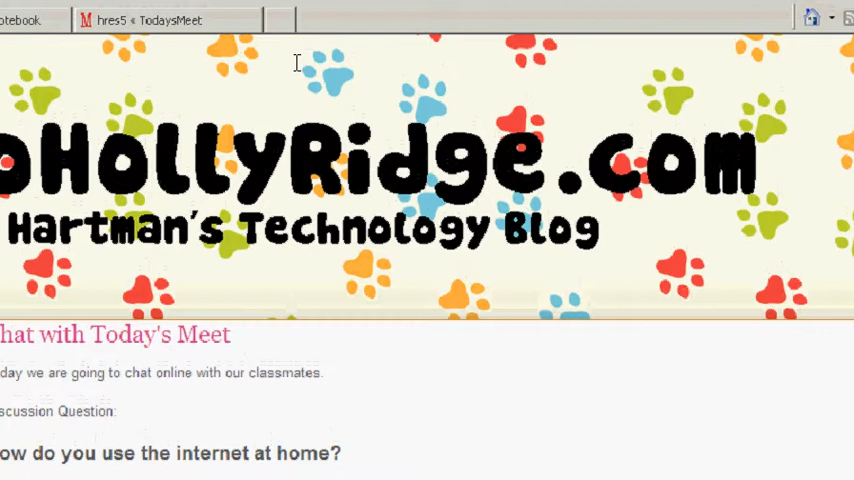 otebook
hres5 « TodaysMeet
oHollyRidge.com
Hartman's Technology Blog
hat with Today's Meet
day we are going to chat online with our classmates.
scussion Question:
ow do you use the internet at home?